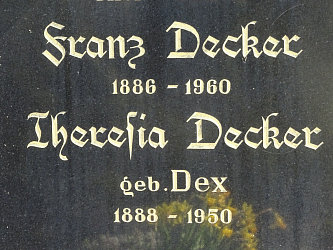 Franz Decker
1886 – 1960
Thereſia Decker
geb. Dex
1888 – 1950